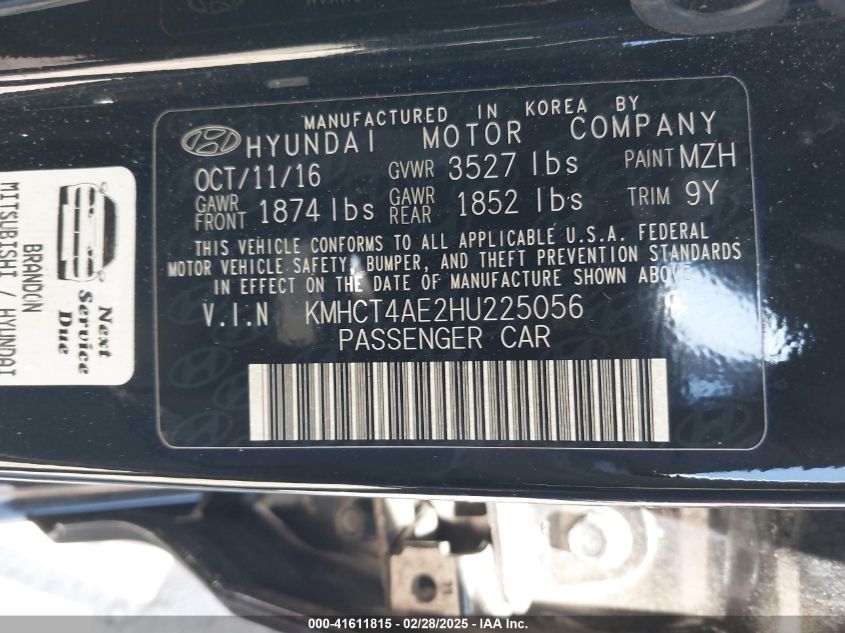 MANUFACTURED IN KOREA BY
HYUNDAI MOTOR COMPANY
OCT/11/16 GVWR 3527 lbs PAINT MZH
GAWR FRONT 1874 lbs GAWR REAR 1852 lbs TRIM 9Y
THIS VEHICLE CONFORMS TO ALL APPLICABLE U.S.A. FEDERAL
MOTOR VEHICLE SAFETY, BUMPER, AND THEFT PREVENTION STANDARDS
IN EFFECT ON THE DATE OF MANUFACTURE SHOWN ABOVE.
V.I.N KMHCT4AE2HU225056
PASSENGER CAR
Next
Service
Due
BRANDON
MITSUBISHI / HYUNDAI
000-41611815 - 02/28/2025 - IAA Inc.